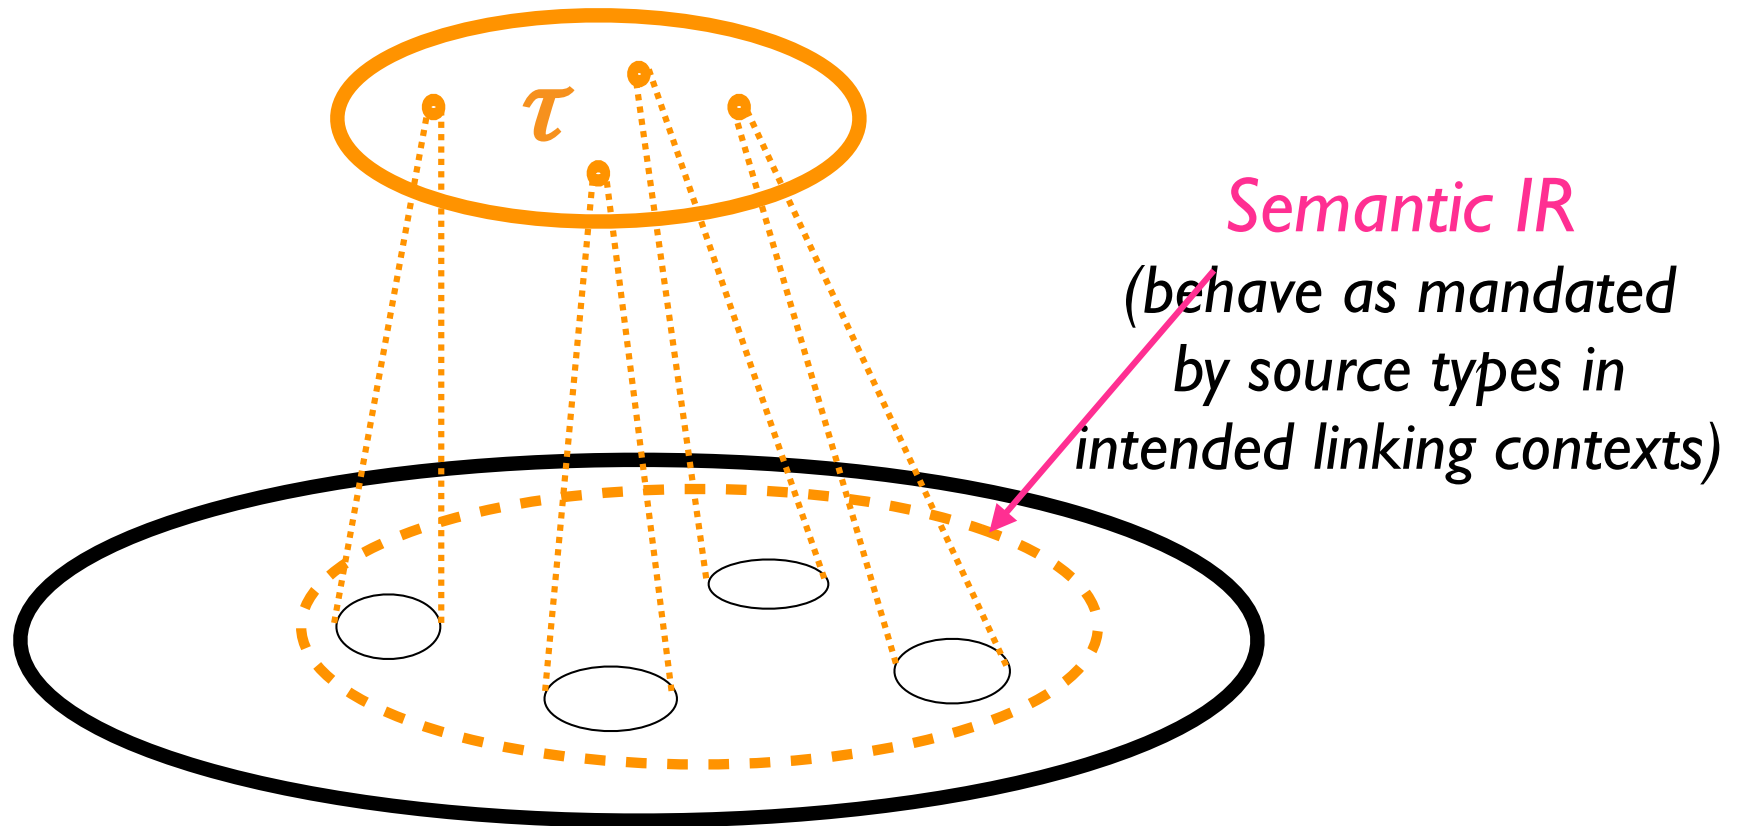 τ
Semantic IR
(behave as mandated
by source types in
intended linking contexts)